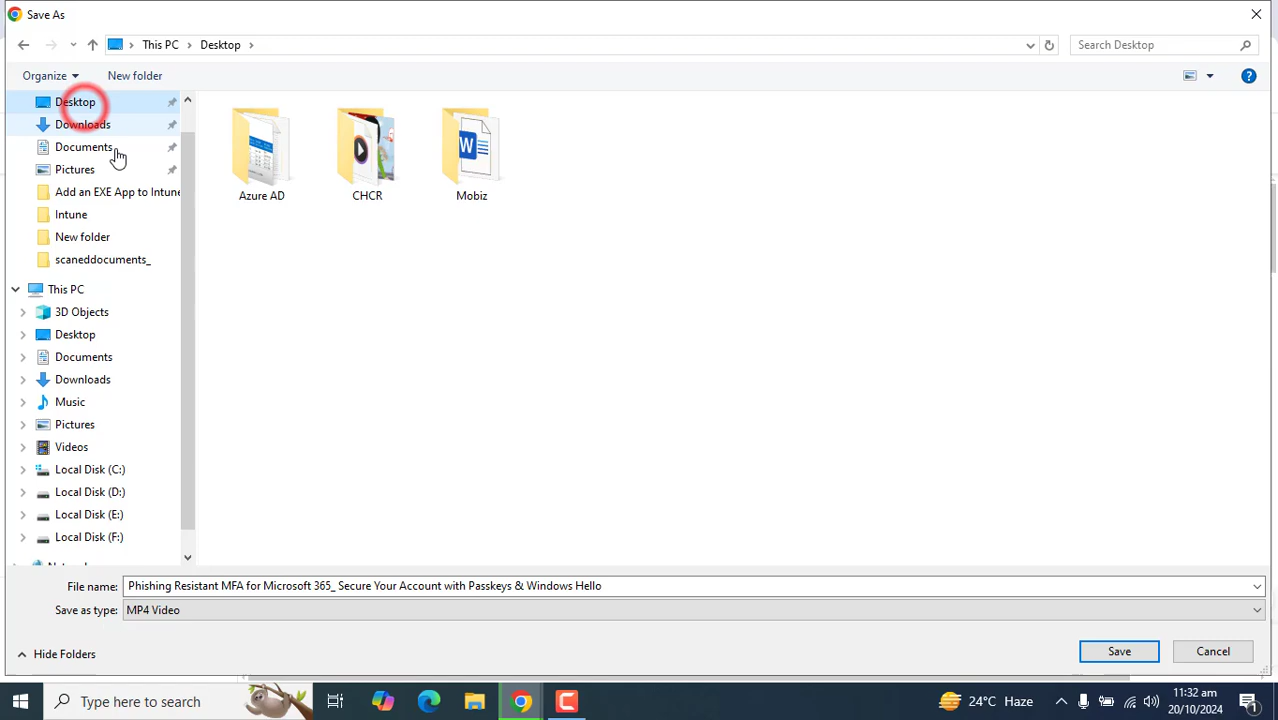 Save As
This PC
Desktop
Search Desktop
Organize
New folder
Desktop
Downloads
Documents
Pictures
Add an EXE App to Intune
Intune
New folder
scaneddocuments_
This PC
3D Objects
Desktop
Documents
Downloads
Music
Pictures
Videos
Local Disk (C:)
Local Disk (D:)
Local Disk (E:)
Local Disk (F:)
Azure AD
CHCR
Mobiz
File name: Phishing Resistant MFA for Microsoft 365_ Secure Your Account with Passkeys & Windows Hello
Save as type: MP4 Video
Hide Folders
Save
Cancel
Type here to search
24°C Haze
11:32 am
20/10/2024